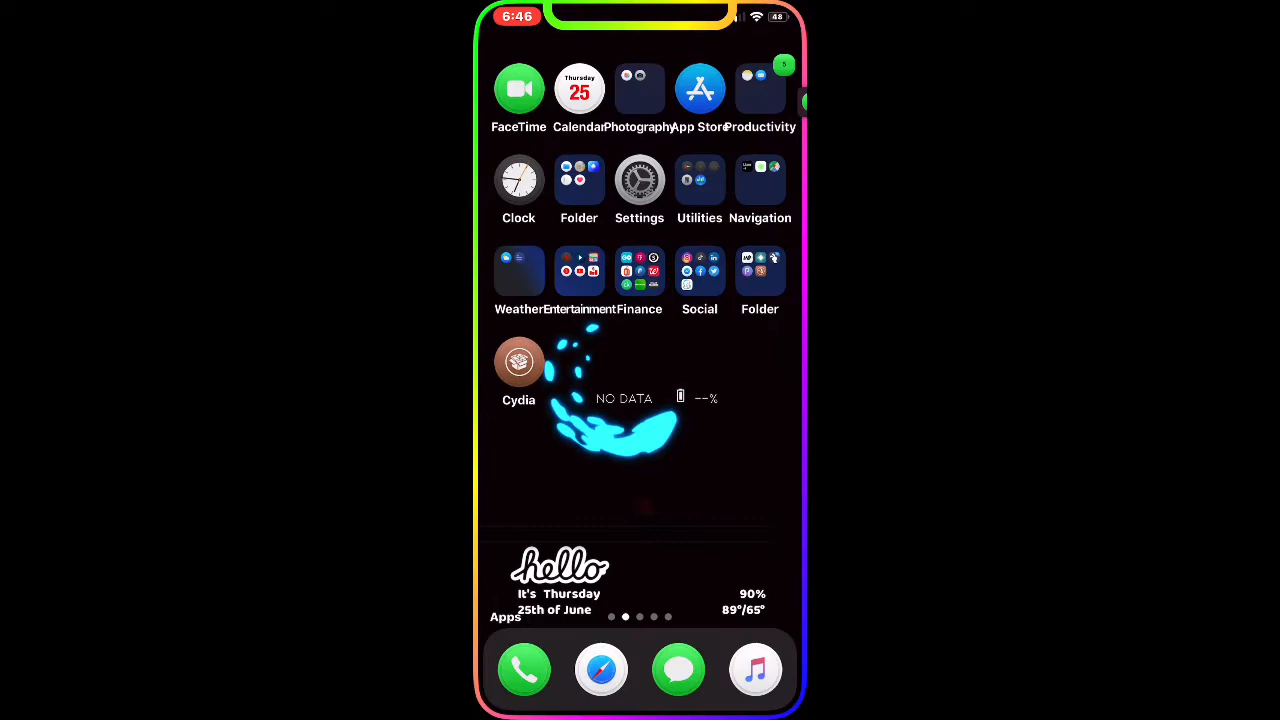 6:46
48
5
Thursday
25
FaceTime
Calendar
Photography
App Store
Productivity
Clock
Folder
Settings
Utilities
Navigation
Weather
Entertainment
Finance
Social
Folder
Cydia
NO DATA
--%
hello
It's Thursday
90%
25th of June
89°/65°
Apps